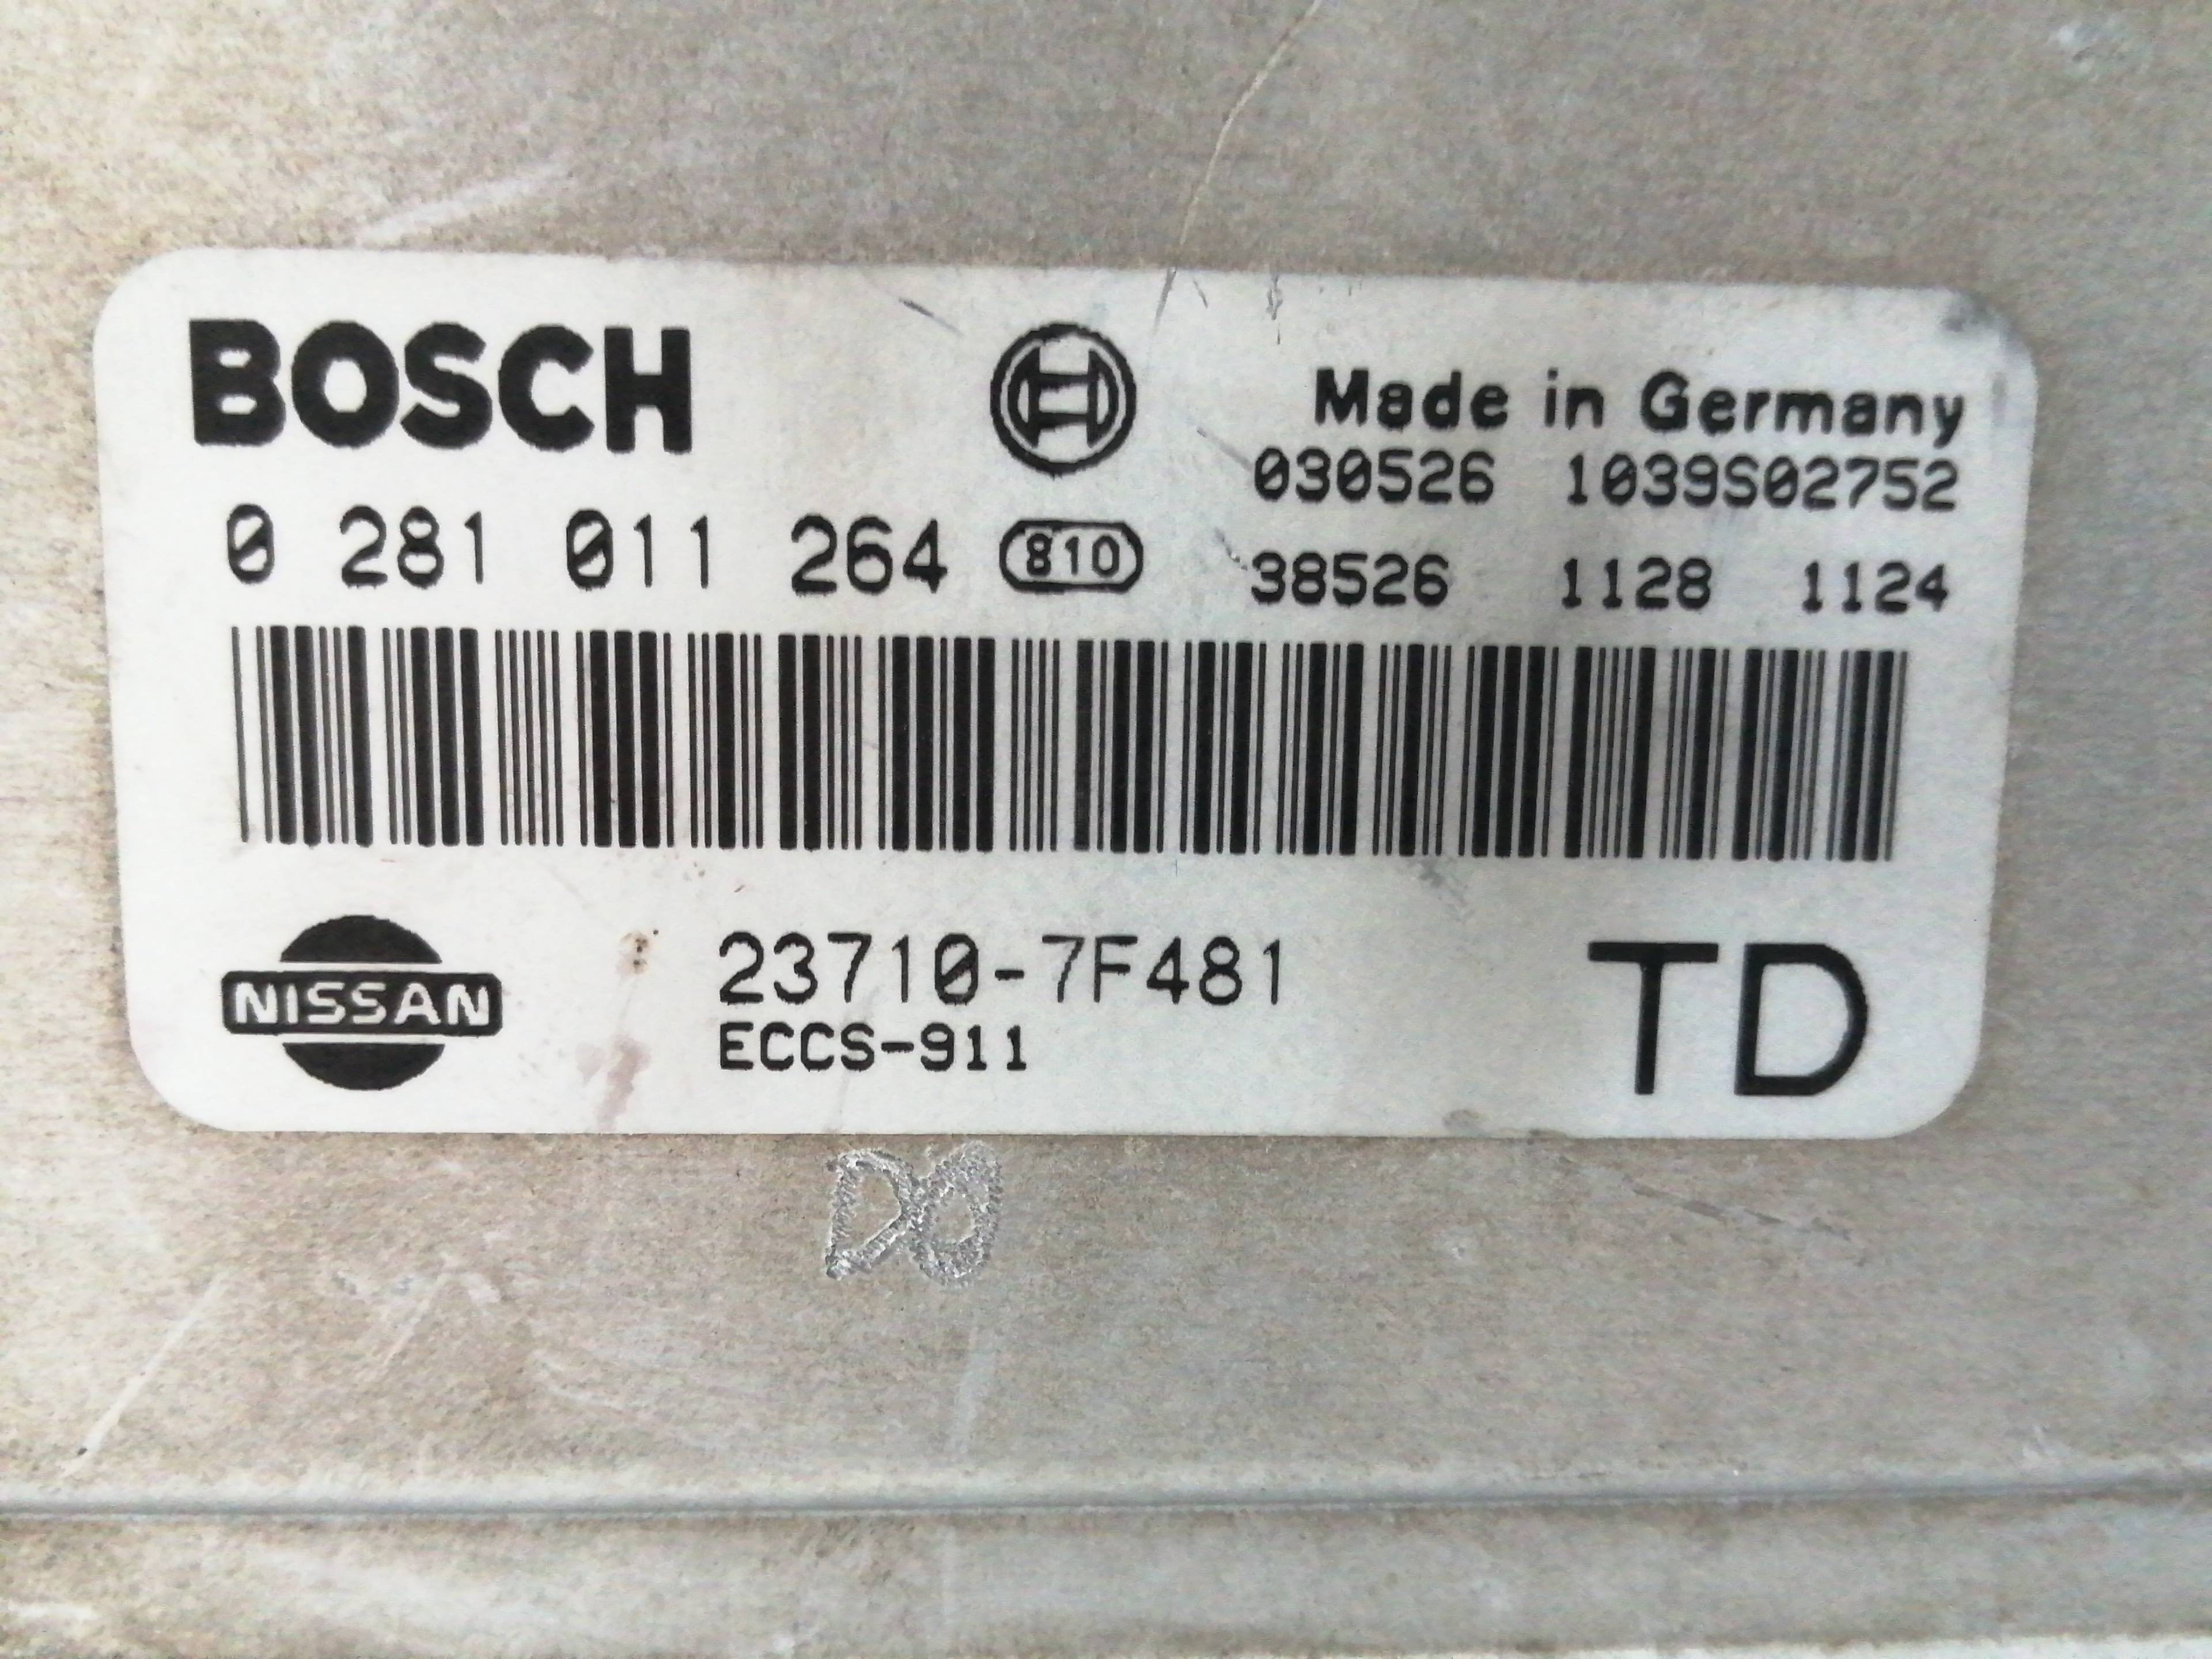 BOSCH
Made in Germany
030526 1039S02752
0 281 011 264 810
38526 1128 1124
NISSAN
23710-7F481
ECCS-911
TD
DO